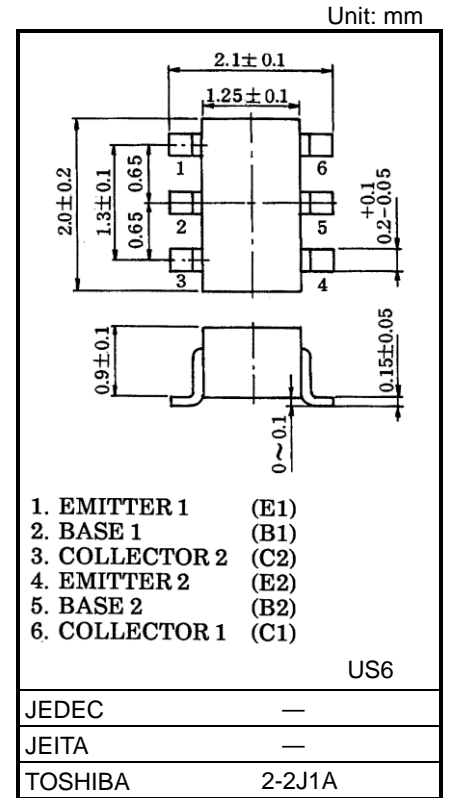 Unit: mm
2.1±0.1
1.25±0.1
2.0±0.2
1.3±0.1
0.65
0.65
1
2
3
6
5
4
+0.1
0.2-0.05
0.9±0.1
0.15±0.05
0~0.1
1. EMITTER 1 (E1)
2. BASE 1 (B1)
3. COLLECTOR 2 (C2)
4. EMITTER 2 (E2)
5. BASE 2 (B2)
6. COLLECTOR 1 (C1)
US6
JEDEC —
JEITA —
TOSHIBA 2-2J1A